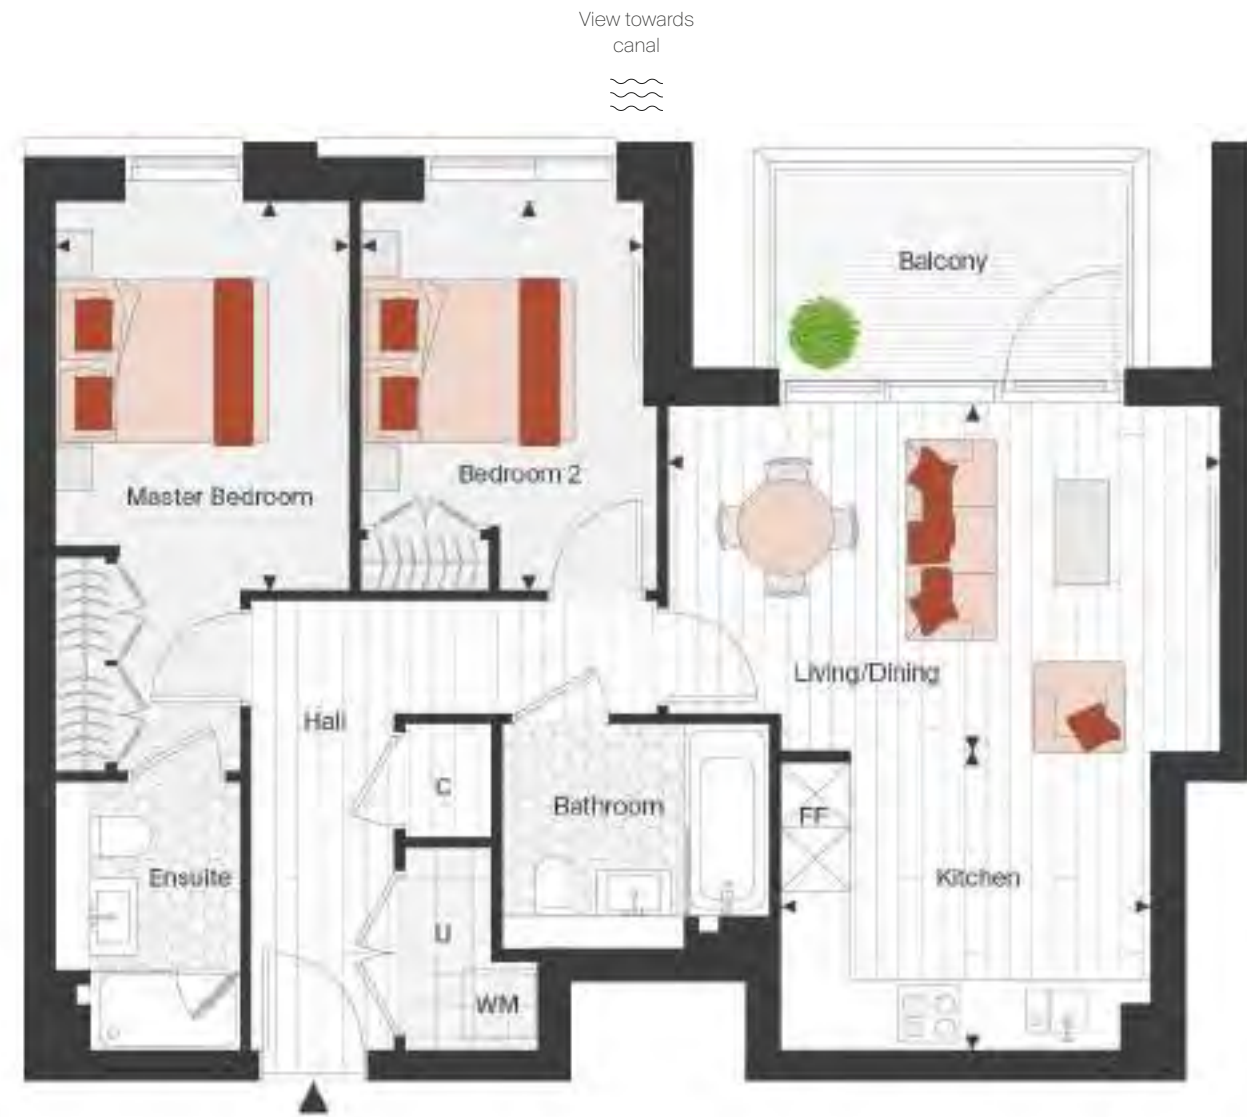 View towards
canal
Balcony
Master Bedroom
Bedroom 2
Living/Dining
Hall
C
Bathroom
FF
Ensuite
Kitchen
U
WM